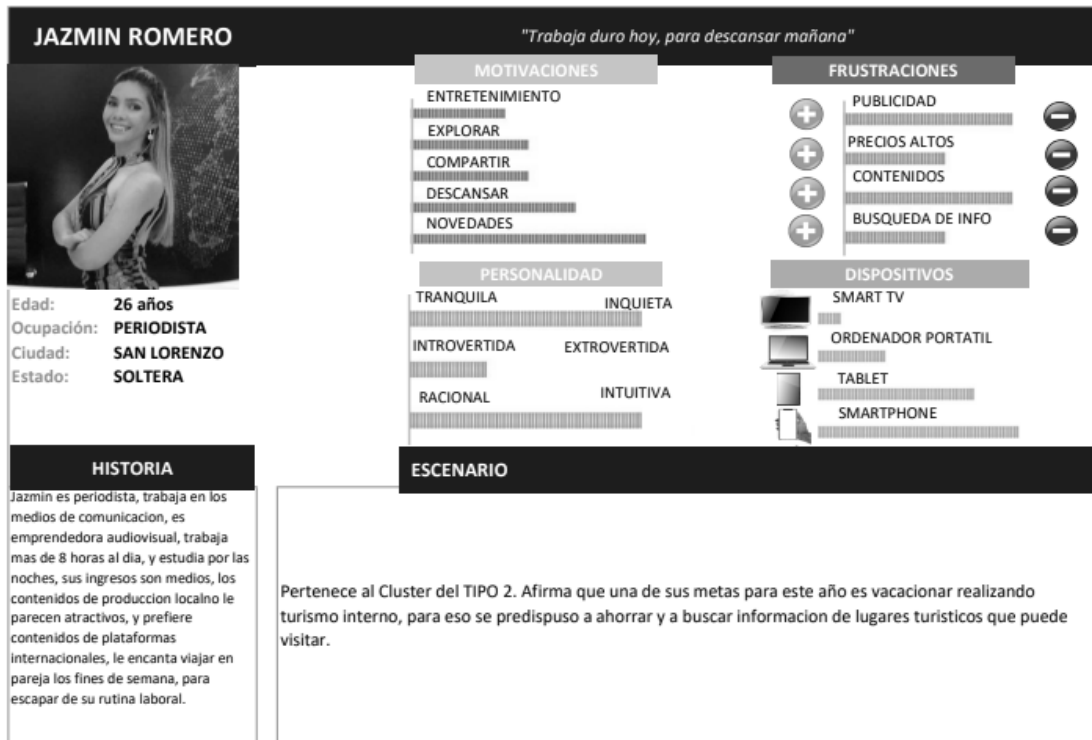 JAZMIN ROMERO
"Trabaja duro hoy, para descansar mañana"
MOTIVACIONES
ENTRETENIMIENTO
EXPLORAR
COMPARTIR
DESCANSAR
NOVEDADES
FRUSTRACIONES
PUBLICIDAD
PRECIOS ALTOS
CONTENIDOS
BUSQUEDA DE INFO
Edad: 26 años
Ocupación: PERIODISTA
Ciudad: SAN LORENZO
Estado: SOLTERA
PERSONALIDAD
TRANQUILA INQUIETA
INTROVERTIDA EXTROVERTIDA
RACIONAL INTUITIVA
DISPOSITIVOS
SMART TV
ORDENADOR PORTATIL
TABLET
SMARTPHONE
HISTORIA
Jazmin es periodista, trabaja en los
medios de comunicacion, es
emprendedora audiovisual, trabaja
mas de 8 horas al dia, y estudia por las
noches, sus ingresos son medios, los
contenidos de produccion localno le
parecen atractivos, y prefiere
contenidos de plataformas
internacionales, le encanta viajar en
pareja los fines de semana, para
escapar de su rutina laboral.
ESCENARIO
Pertenece al Cluster del TIPO 2. Afirma que una de sus metas para este año es vacacionar realizando
turismo interno, para eso se predispuso a ahorrar y a buscar informacion de lugares turisticos que puede
visitar.